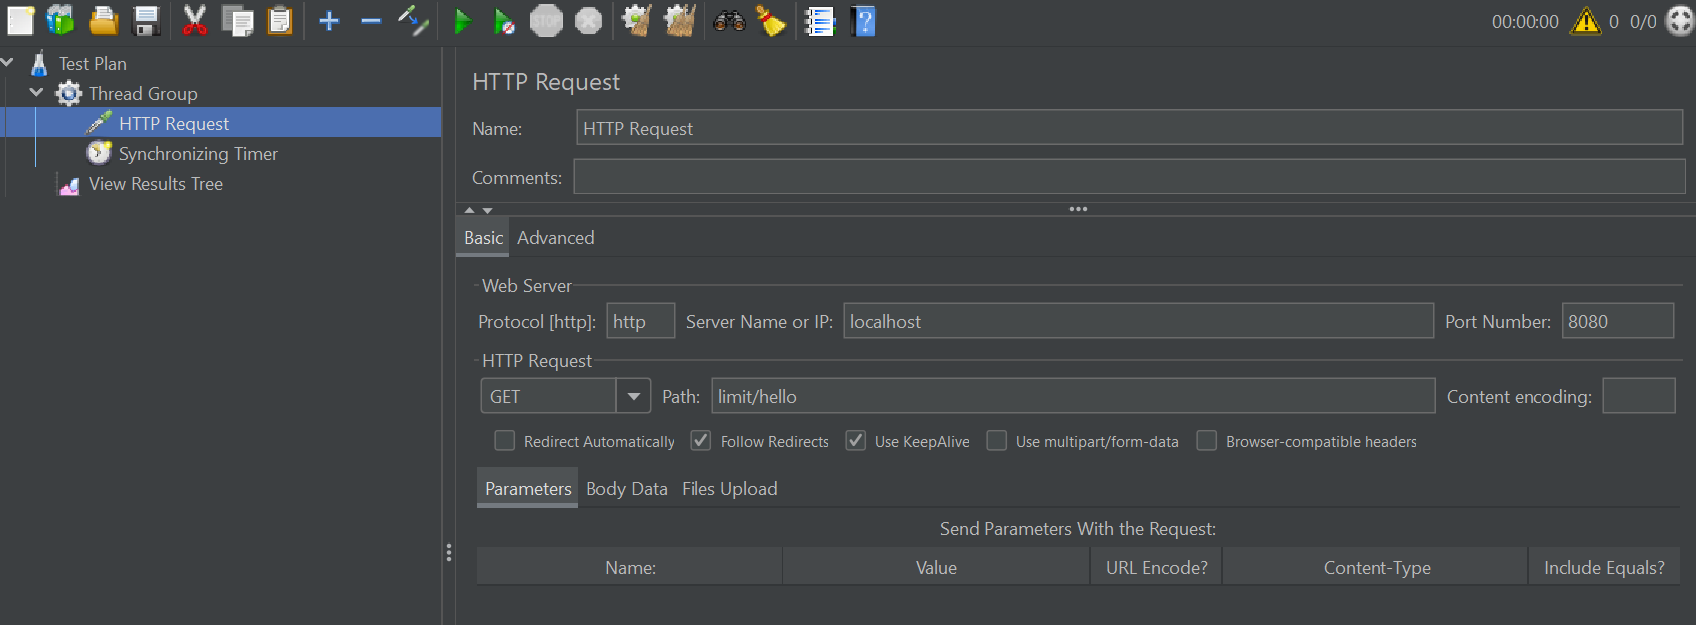 STOP
00:00:00 0 0/0
Test Plan
Thread Group
HTTP Request
Synchronizing Timer
View Results Tree
HTTP Request
Name: HTTP Request
Comments:
Basic Advanced
Web Server
Protocol [http]: http Server Name or IP: localhost Port Number: 8080
HTTP Request
GET Path: limit/hello Content encoding:
Redirect Automatically Follow Redirects Use KeepAlive Use multipart/form-data Browser-compatible headers
Parameters Body Data Files Upload
Send Parameters With the Request:
Name: Value URL Encode? Content-Type Include Equals?